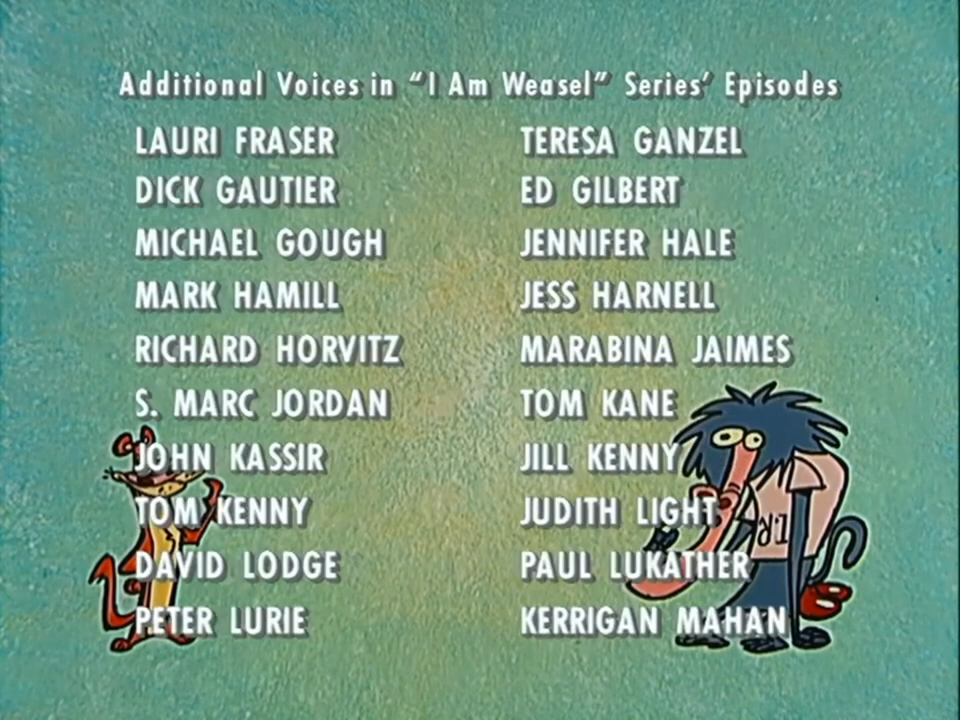 Additional Voices in “I Am Weasel” Series’ Episodes
LAURI FRASER TERESA GANZEL
DICK GAUTIER ED GILBERT
MICHAEL GOUGH JENNIFER HALE
MARK HAMILL JESS HARNELL
RICHARD HORVITZ MARABINA JAIMES
S. MARC JORDAN TOM KANE
JOHN KASSIR JILL KENNY
TOM KENNY JUDITH LIGHT
I.R.
DAVID LODGE PAUL LUKATHER
PETER LURIE KERRIGAN MAHAN